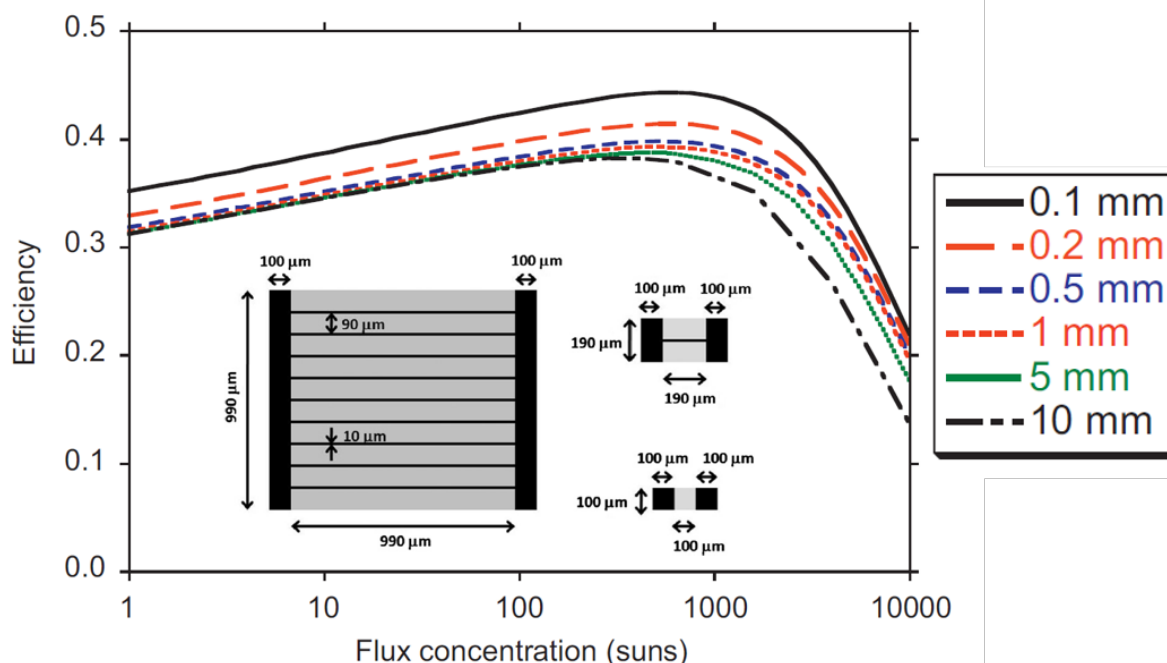 0.5
0.4
0.3
0.2
0.1
0.0
Efficiency
1
10
100
1000
10000
Flux concentration (suns)
100 µm
100 µm
90 µm
990 µm
10 µm
990 µm
100 µm
100 µm
190 µm
190 µm
100 µm
100 µm
100 µm
100 µm
0.1 mm
0.2 mm
0.5 mm
1 mm
5 mm
10 mm